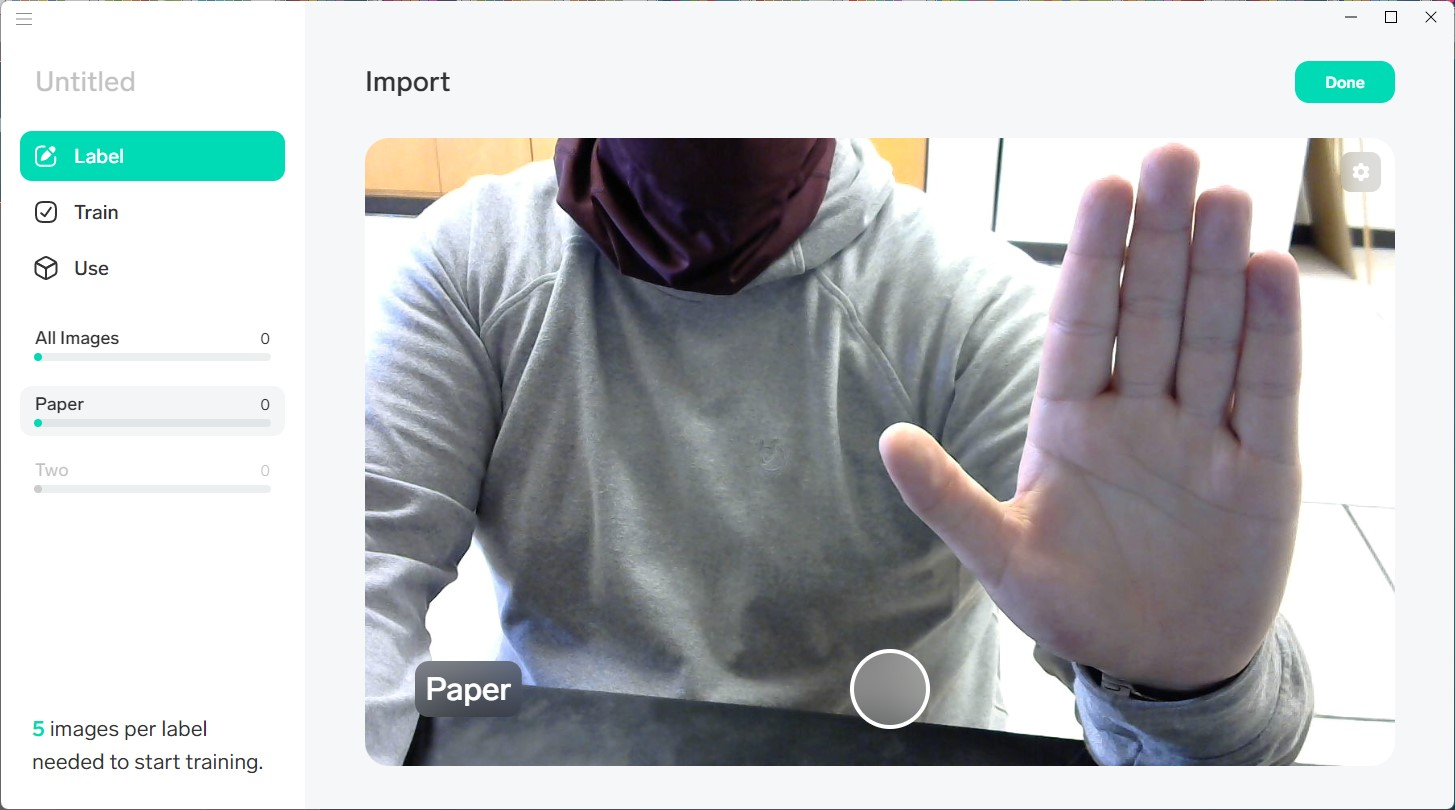 Untitled
Label
Train
Use
All Images 0
Paper 0
Two 0
5 images per label
needed to start training.
Import
Done
Paper